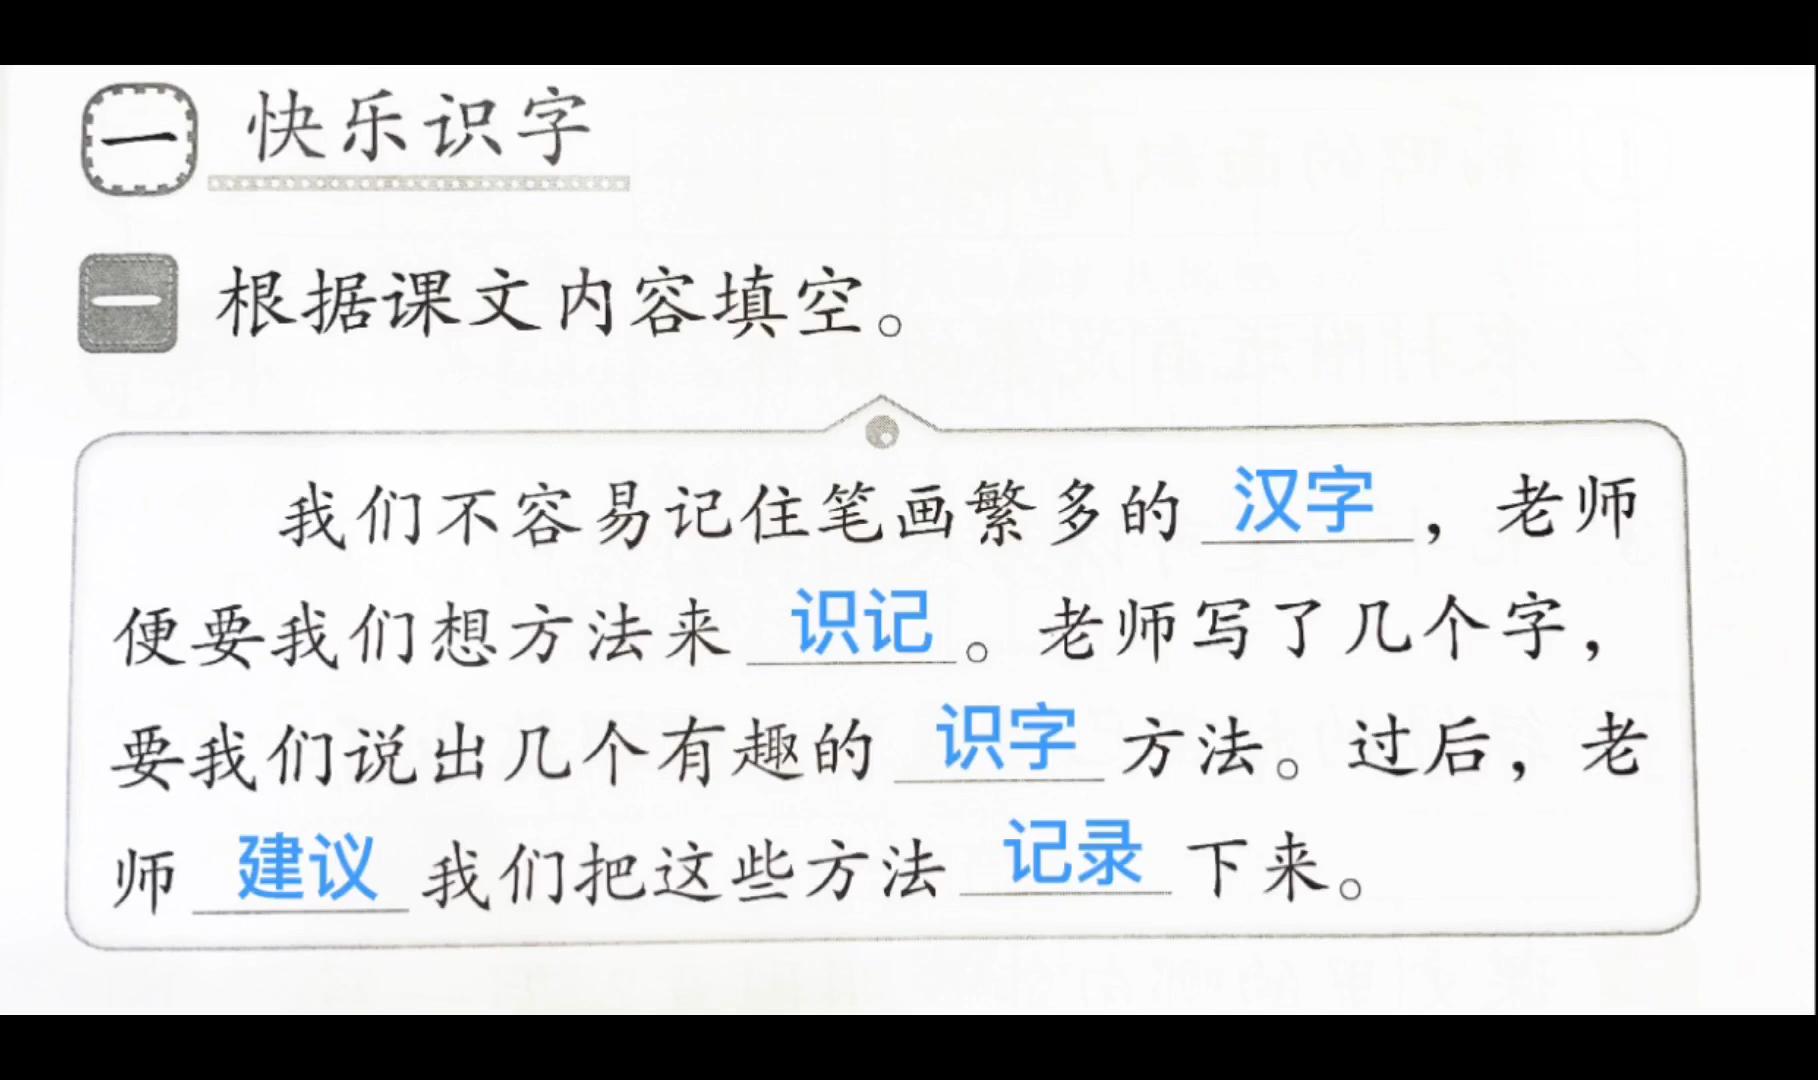 一 快乐识字
一 根据课文内容填空。
我们不容易记住笔画繁多的 汉字 ，老师
便要我们想方法来 识记 。老师写了几个字，
要我们说出几个有趣的 识字 方法。过后，老
师 建议 我们把这些方法 记录 下来。